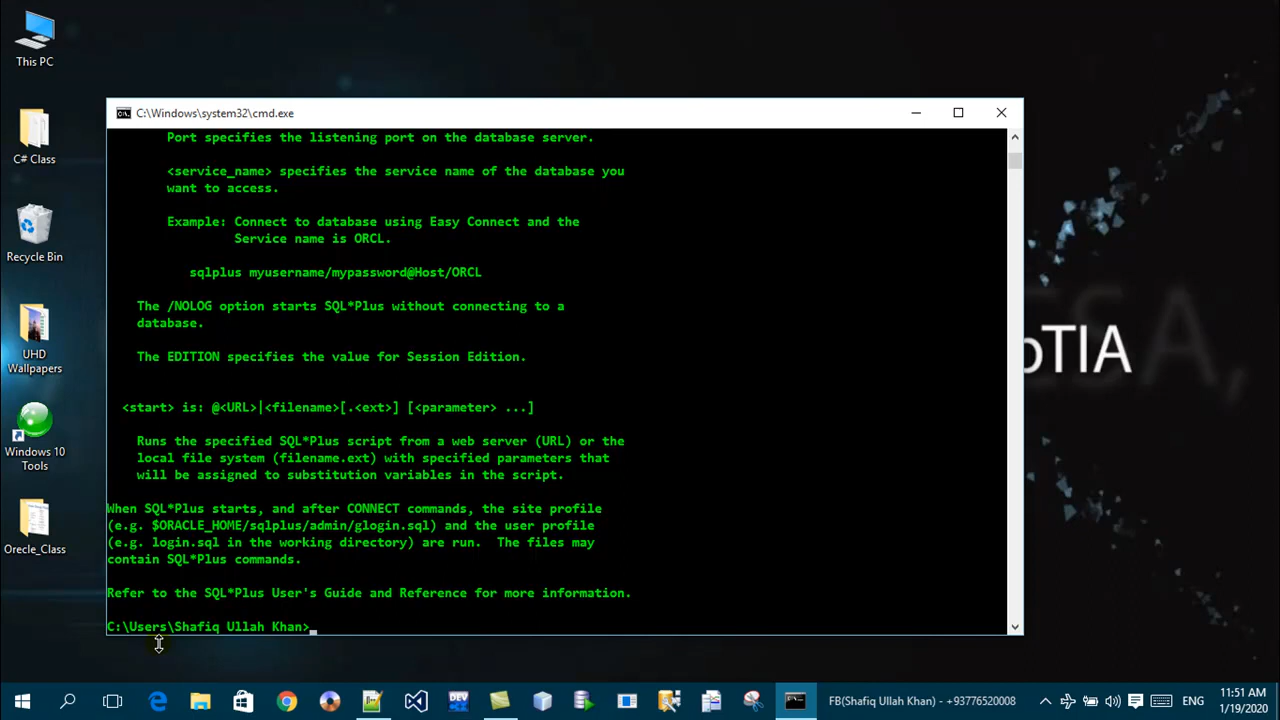 This PC
C# Class
Recycle Bin
UHD
Wallpapers
Windows 10
Tools
Orecle_Class
C:\Windows\system32\cmd.exe
Port specifies the listening port on the database server.
<service_name> specifies the service name of the database you
want to access.
Example: Connect to database using Easy Connect and the
Service name is ORCL.
sqlplus myusername/mypassword@Host/ORCL
The /NOLOG option starts SQL*Plus without connecting to a
database.
The EDITION specifies the value for Session Edition.
<start> is: @<URL>|<filename>[.<ext>] [<parameter> ...]
Runs the specified SQL*Plus script from a web server (URL) or the
local file system (filename.ext) with specified parameters that
will be assigned to substitution variables in the script.
When SQL*Plus starts, and after CONNECT commands, the site profile
(e.g. $ORACLE_HOME/sqlplus/admin/glogin.sql) and the user profile
(e.g. login.sql in the working directory) are run.  The files may
contain SQL*Plus commands.
Refer to the SQL*Plus User's Guide and Reference for more information.
C:\Users\Shafiq Ullah Khan>
TIA
DEV
FB(Shafiq Ullah Khan) - +93776520008
ENG
11:51 AM
1/19/2020